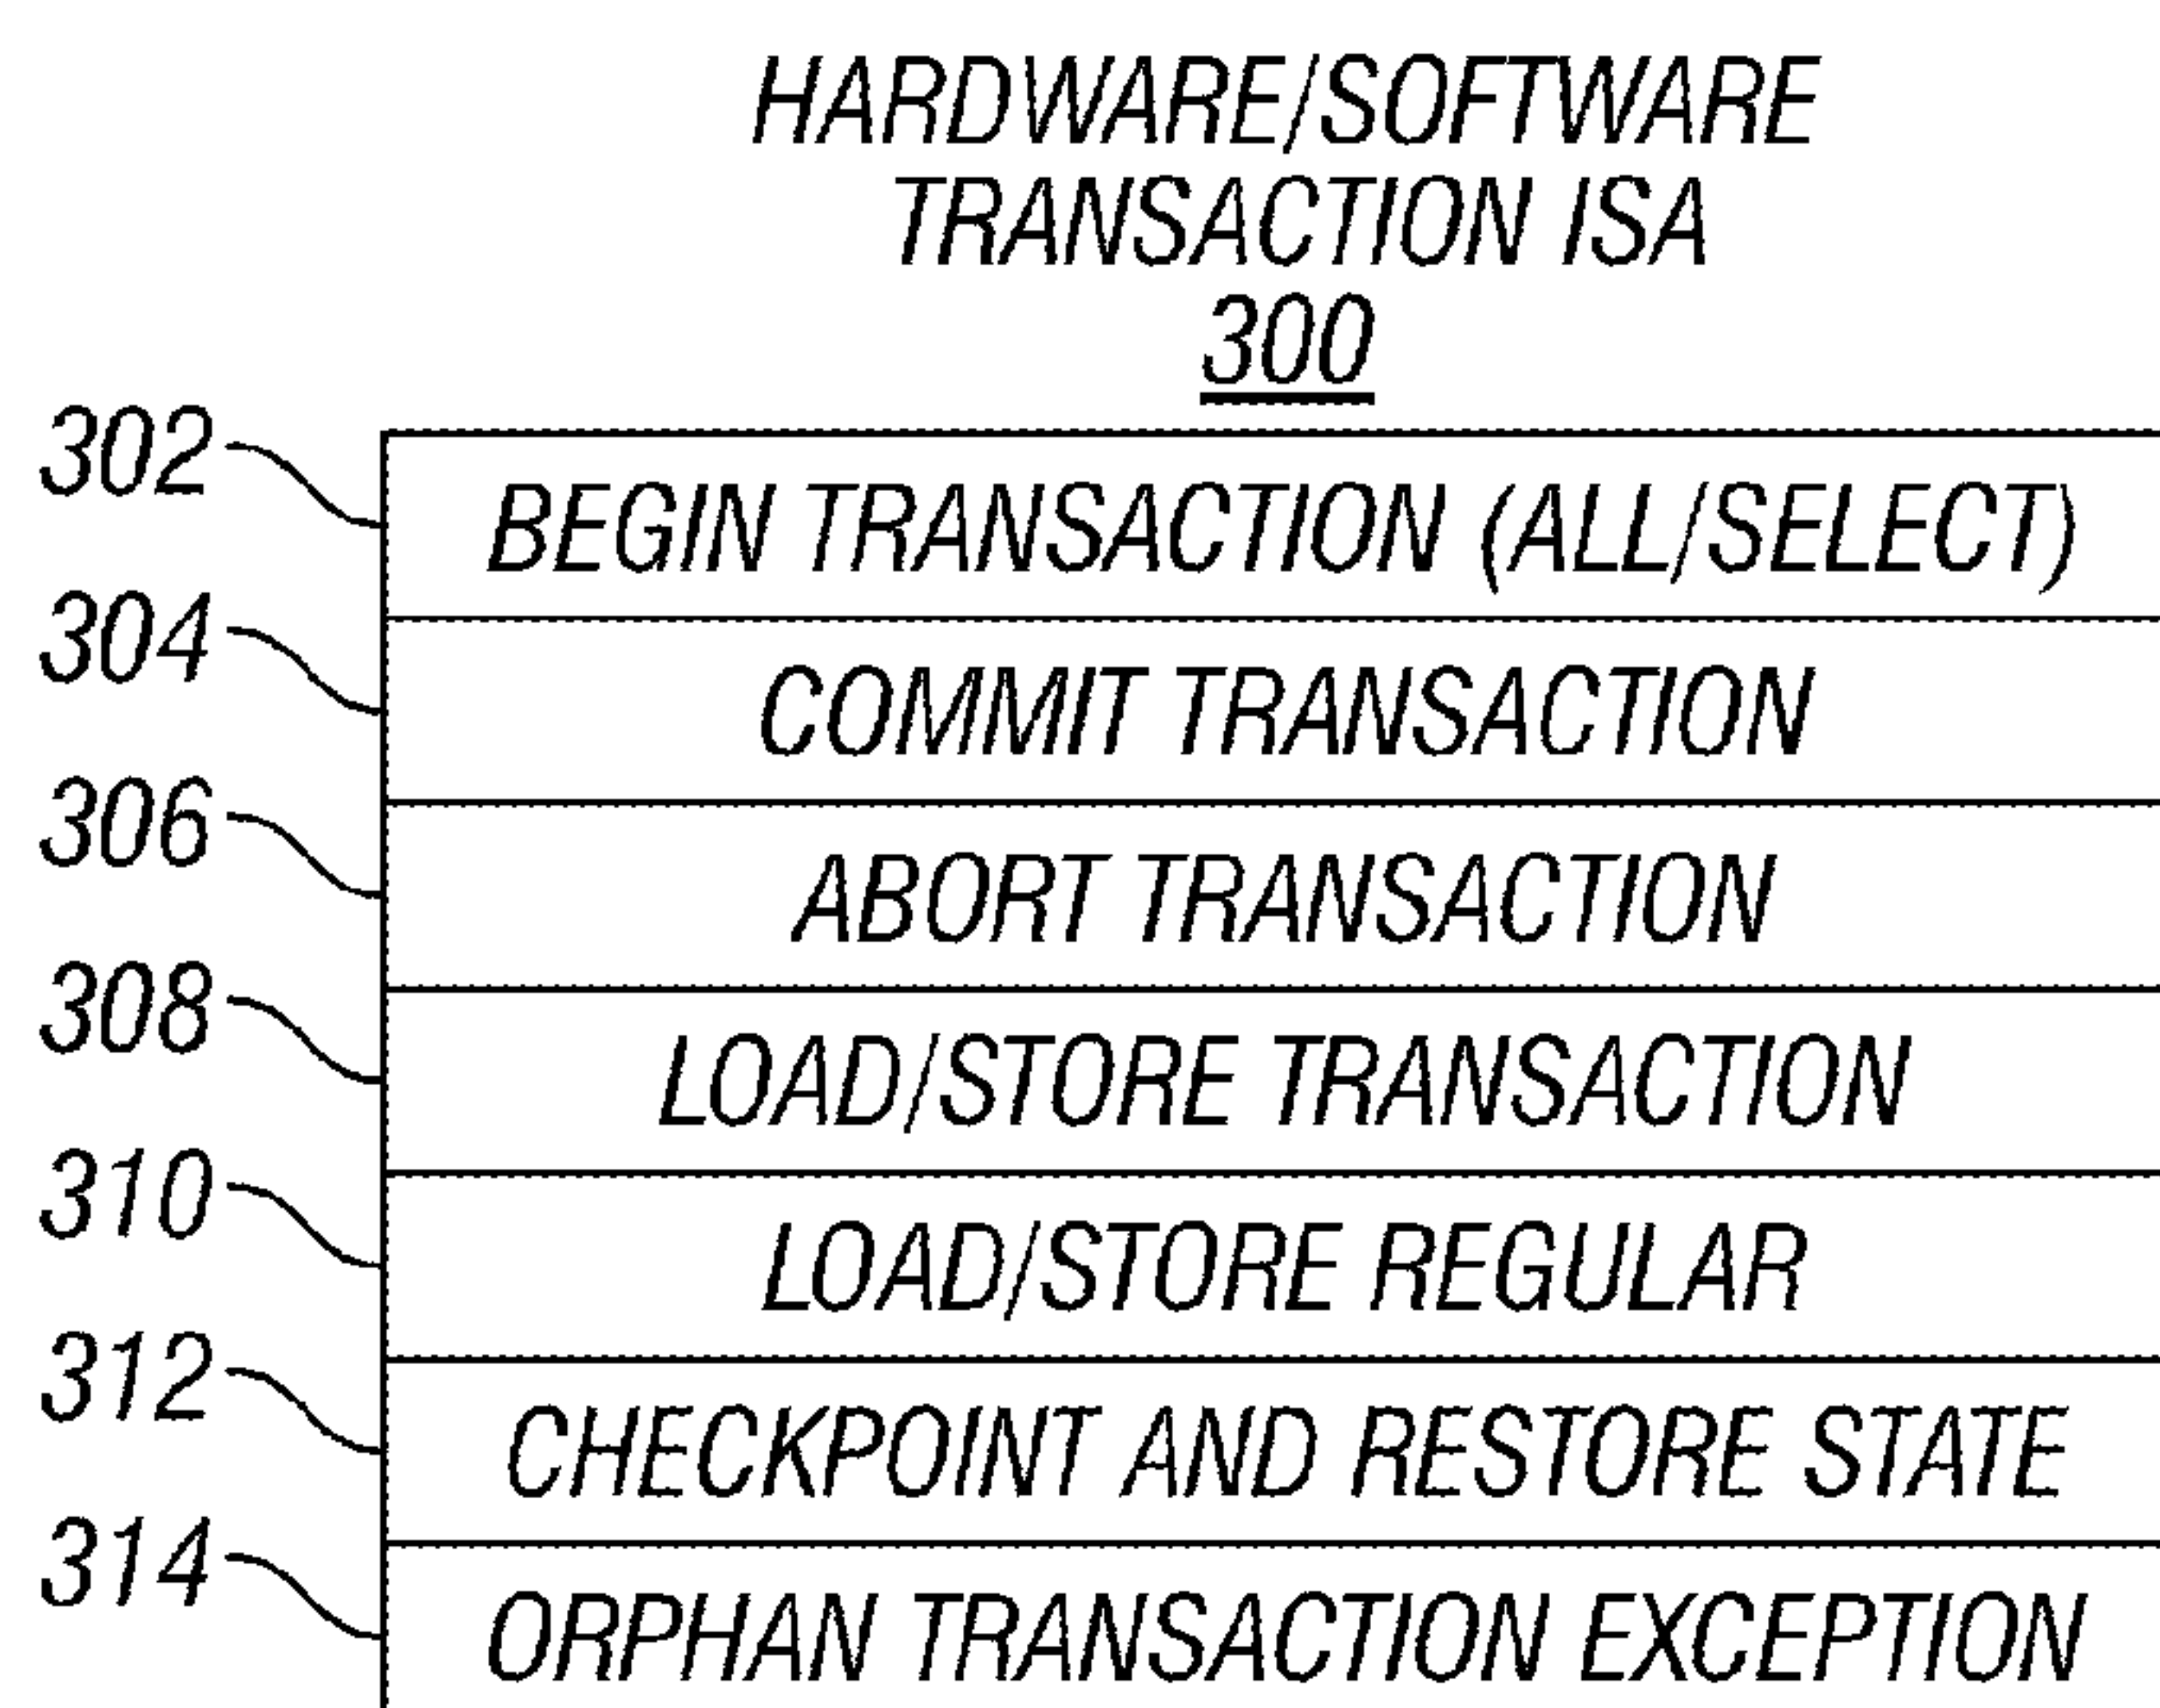 HARDWARE/SOFTWARE
TRANSACTION ISA
300
302 BEGIN TRANSACTION (ALL/SELECT)
304 COMMIT TRANSACTION
306 ABORT TRANSACTION
308 LOAD/STORE TRANSACTION
310 LOAD/STORE REGULAR
312 CHECKPOINT AND RESTORE STATE
314 ORPHAN TRANSACTION EXCEPTION